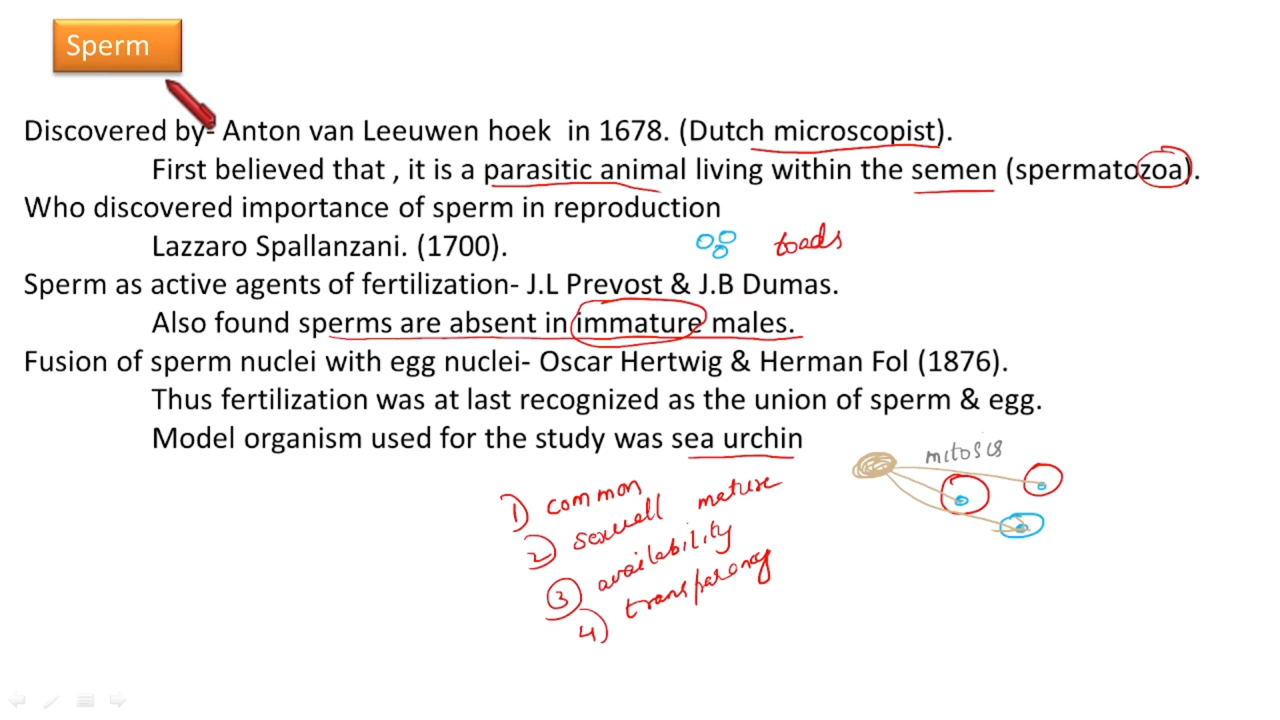 Sperm
Discovered by- Anton van Leeuwen hoek in 1678. (Dutch microscopist).
First believed that , it is a parasitic animal living within the semen (spermatozoa).
Who discovered importance of sperm in reproduction
Lazzaro Spallanzani. (1700).
toads
Sperm as active agents of fertilization- J.L Prevost & J.B Dumas.
Also found sperms are absent in immature males.
Fusion of sperm nuclei with egg nuclei- Oscar Hertwig & Herman Fol (1876).
Thus fertilization was at last recognized as the union of sperm & egg.
Model organism used for the study was sea urchin
mitosis
1) common
2) sexuall mature
3 availability
4) transparency